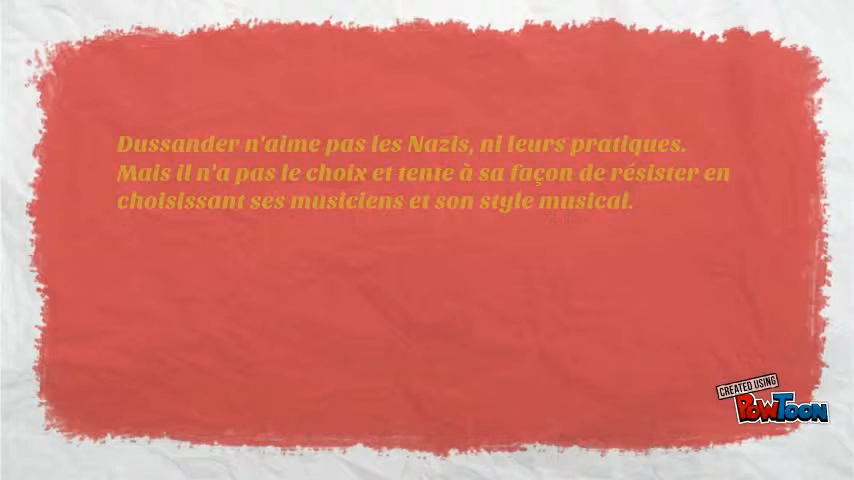 Dussander n'aime pas les Nazis, ni leurs pratiques.
Mais il n'a pas le choix et tente à sa façon de résister en
choisissant ses musiciens et son style musical.
CREATED USING
POWTOON